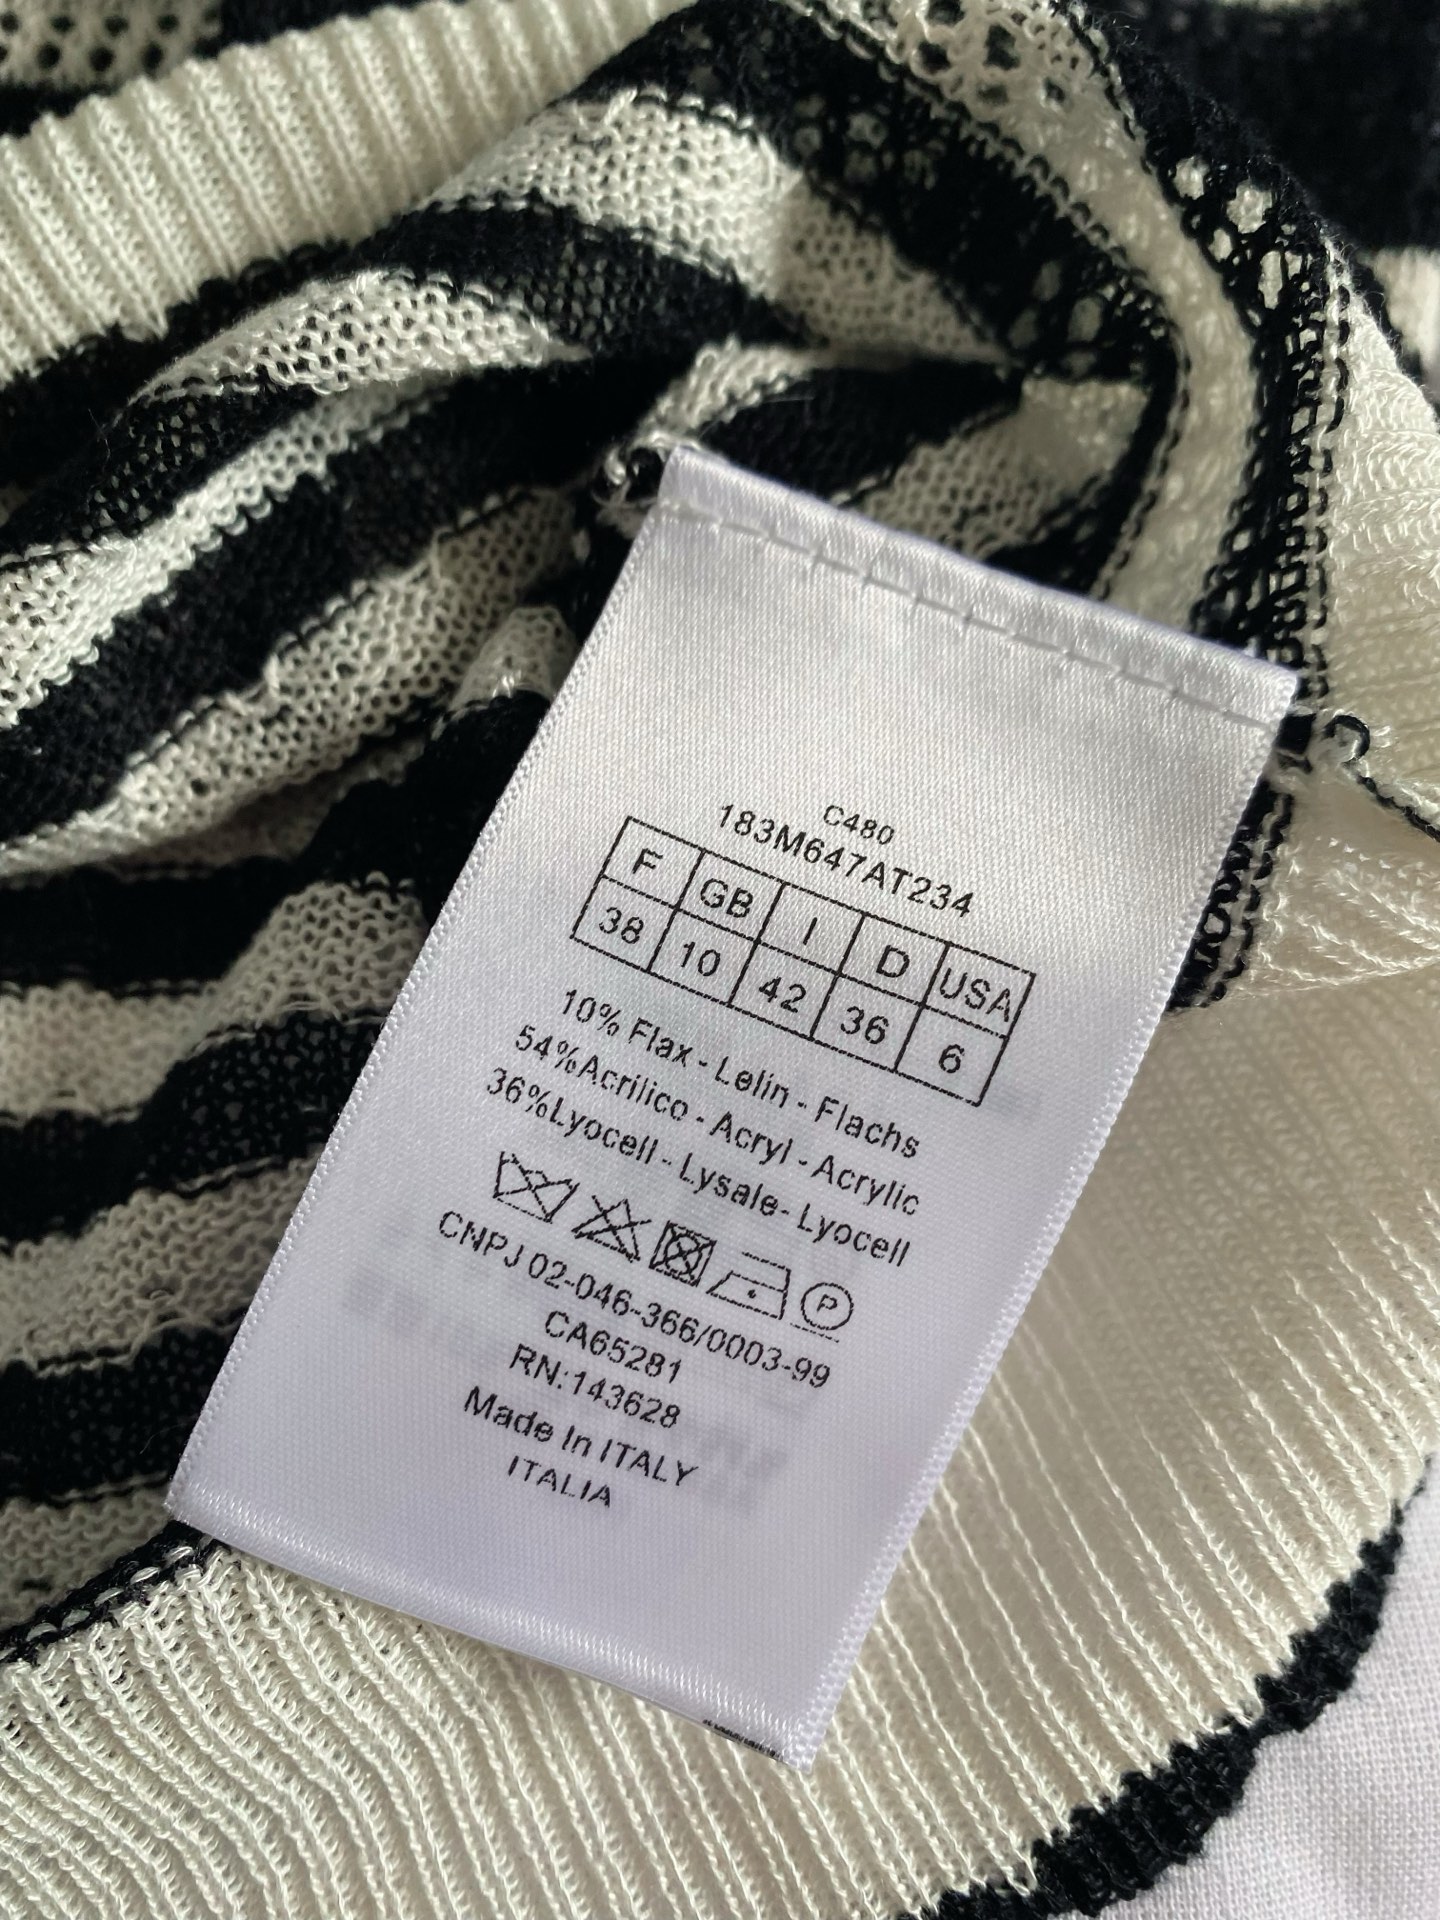 C480
183M647AT234
F GB I D USA
38 10 42 36 6
10% Flax - Lelin - Flachs
54%Acrilico - Acryl - Acrylic
36%Lyocell - Lysale- Lyocell
P
CNPJ 02-046-366/0003-99
CA65281
RN:143628
Made In ITALY
ITALIA